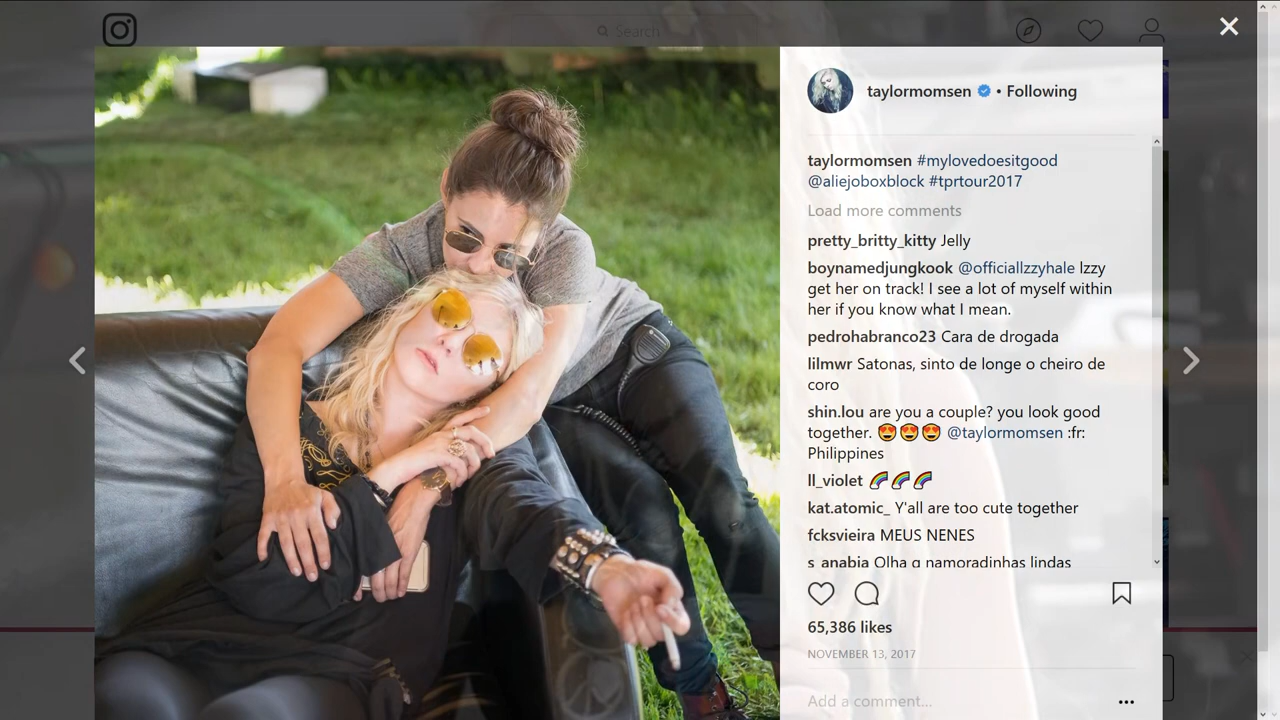 Search
taylormomsen • Following
taylormomsen #mylovedoesitgood
@aliejoboxblock #tprtour2017
Load more comments
pretty_britty_kitty Jelly
boynamedjungkook @officiallzzyhale Izzy
get her on track! I see a lot of myself within
her if you know what I mean.
pedrohabranco23 Cara de drogada
lilmwr Satonas, sinto de longe o cheiro de
coro
shin.lou are you a couple? you look good
together. 😍😍😍 @taylormomsen :fr:
Philippines
ll_violet 🌈🌈🌈
kat.atomic_ Y'all are too cute together
fcksvieira MEUS NENES
s_anabia Olha q namoradinhas lindas
65,386 likes
NOVEMBER 13, 2017
Add a comment...